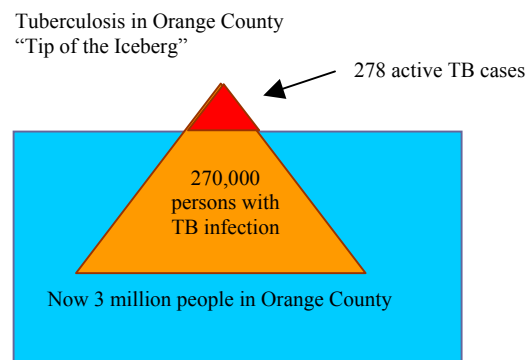 Tuberculosis in Orange County
“Tip of the Iceberg”
278 active TB cases
270,000
persons with
TB infection
Now 3 million people in Orange County